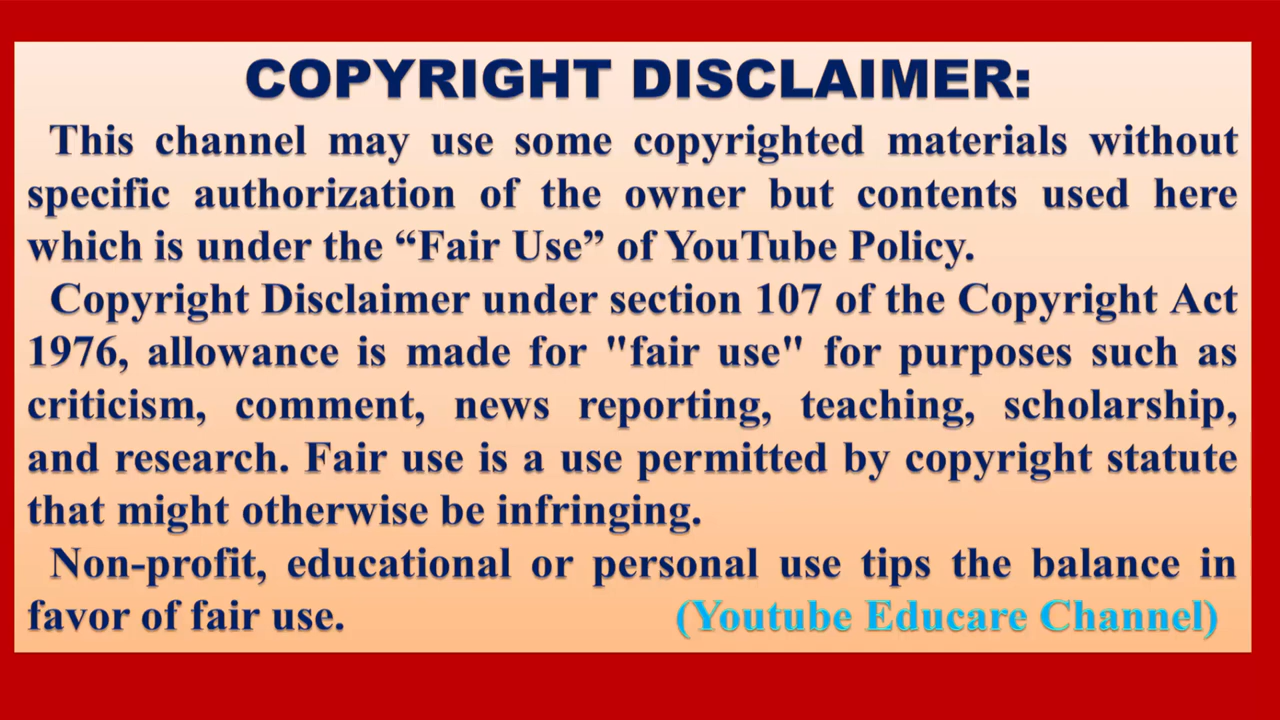 COPYRIGHT DISCLAIMER:
This channel may use some copyrighted materials without
specific authorization of the owner but contents used here
which is under the “Fair Use” of YouTube Policy.
Copyright Disclaimer under section 107 of the Copyright Act
1976, allowance is made for "fair use" for purposes such as
criticism, comment, news reporting, teaching, scholarship,
and research. Fair use is a use permitted by copyright statute
that might otherwise be infringing.
Non-profit, educational or personal use tips the balance in
favor of fair use. (Youtube Educare Channel)